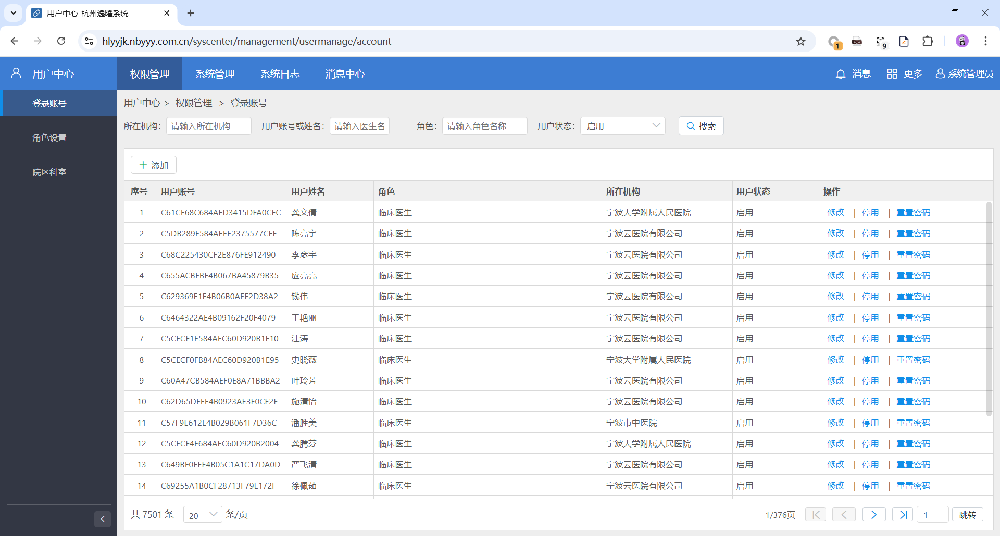 用户中心-杭州逸曜系统
hlyyjk.nbyyy.com.cn/syscenter/management/usermanage/account
1
9
用户中心 权限管理 系统管理 系统日志 消息中心 消息 更多 系统管理员
登录账号
角色设置
院区科室
用户中心 > 权限管理 > 登录账号
所在机构: 请输入所在机构 用户账号或姓名: 请输入医生名 角色: 请输入角色名称 用户状态: 启用 搜索
添加
序号 用户账号 用户姓名 角色 所在机构 用户状态 操作
1 C61CE68C684AED3415DFA0CFC 龚文倩 临床医生 宁波大学附属人民医院 启用 修改 | 停用 | 重置密码
2 C5DB289F584AEEE2375577CFF 陈亮宇 临床医生 宁波云医院有限公司 启用 修改 | 停用 | 重置密码
3 C68C225430CF2E876FE912490 李彦宇 临床医生 宁波云医院有限公司 启用 修改 | 停用 | 重置密码
4 C655ACBFBE4B067BA45879B35 应亮亮 临床医生 宁波云医院有限公司 启用 修改 | 停用 | 重置密码
5 C629369E1E4B06B0AEF2D38A2 钱伟 临床医生 宁波云医院有限公司 启用 修改 | 停用 | 重置密码
6 C6464322AE4B09162F20F4079 于艳丽 临床医生 宁波云医院有限公司 启用 修改 | 停用 | 重置密码
7 C5CECF1E584AEC60D920B1F10 江涛 临床医生 宁波云医院有限公司 启用 修改 | 停用 | 重置密码
8 C5CECF0FB84AEC60D920B1E95 史晓薇 临床医生 宁波大学附属人民医院 启用 修改 | 停用 | 重置密码
9 C60A47CB584AEF0E8A71BBBA2 叶玲芳 临床医生 宁波云医院有限公司 启用 修改 | 停用 | 重置密码
10 C62D65DFFE4B0923AE3F0CE2F 施清怡 临床医生 宁波云医院有限公司 启用 修改 | 停用 | 重置密码
11 C57F9E612E4B029B061F7D36C 潘胜美 临床医生 宁波市中医院 启用 修改 | 停用 | 重置密码
12 C5CECF4F684AEC60D920B2004 龚腾芬 临床医生 宁波大学附属人民医院 启用 修改 | 停用 | 重置密码
13 C649BF0FFE4B05C1A1C17DA0D 严飞清 临床医生 宁波云医院有限公司 启用 修改 | 停用 | 重置密码
14 C69255A1B0CF28713F79E172F 徐佩茹 临床医生 宁波云医院有限公司 启用 修改 | 停用 | 重置密码
共 7501 条 20 条/页 1/376页 1 跳转